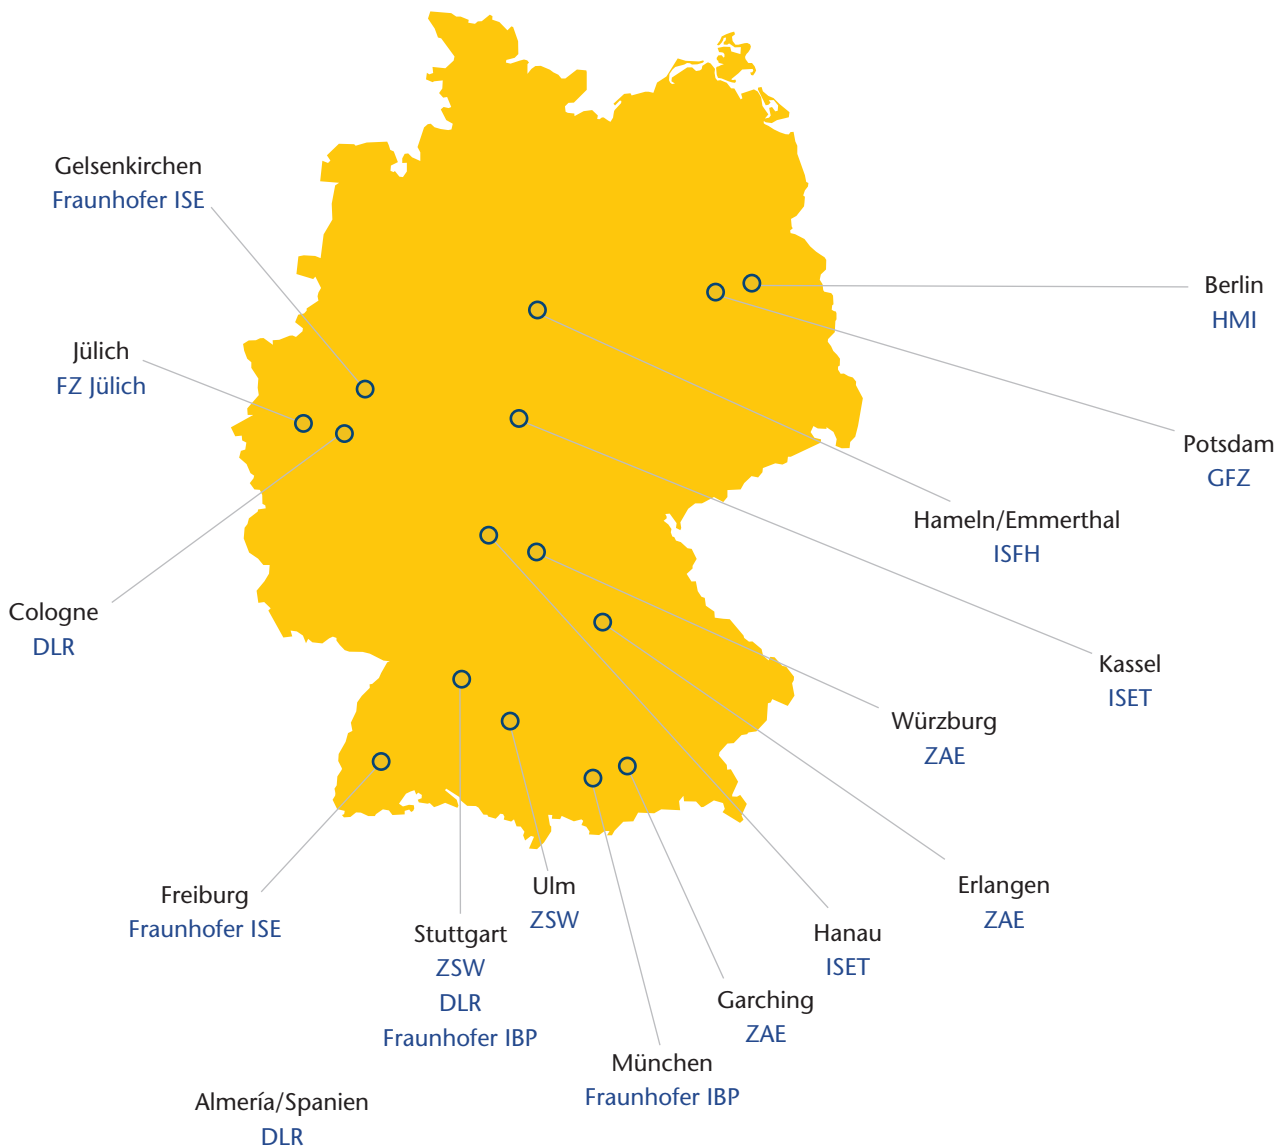 Gelsenkirchen
Fraunhofer ISE
Berlin
HMI
Jülich
FZ Jülich
Potsdam
GFZ
Hameln/Emmerthal
ISFH
Cologne
DLR
Kassel
ISET
Würzburg
ZAE
Erlangen
ZAE
Freiburg
Fraunhofer ISE
Ulm
ZSW
Stuttgart
ZSW
DLR
Fraunhofer IBP
Hanau
ISET
Garching
ZAE
München
Fraunhofer IBP
Almería/Spanien
DLR